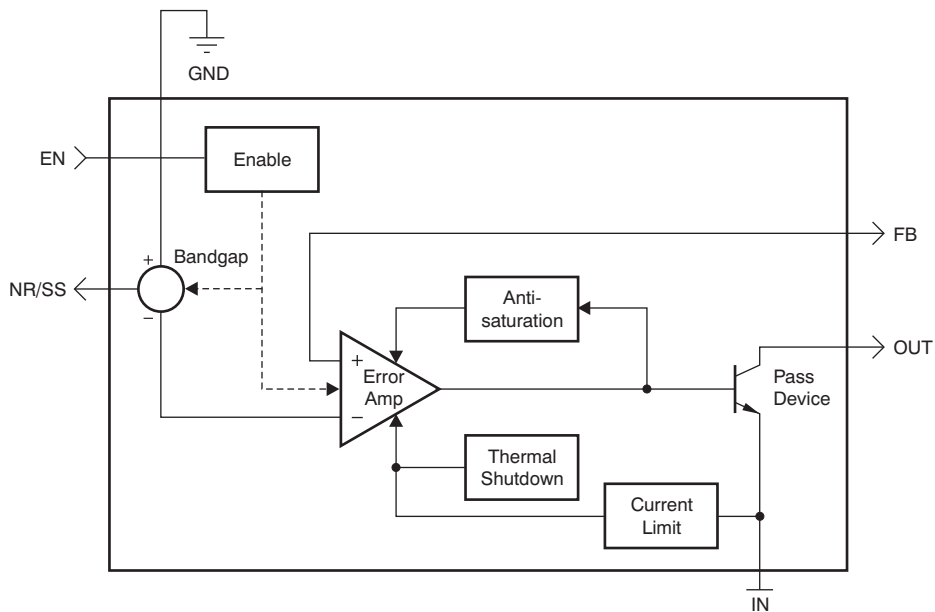 GND
EN
Enable
FB
+
Bandgap
NR/SS
−
Anti-
saturation
OUT
+
Error
Amp
−
Pass
Device
Thermal
Shutdown
Current
Limit
IN